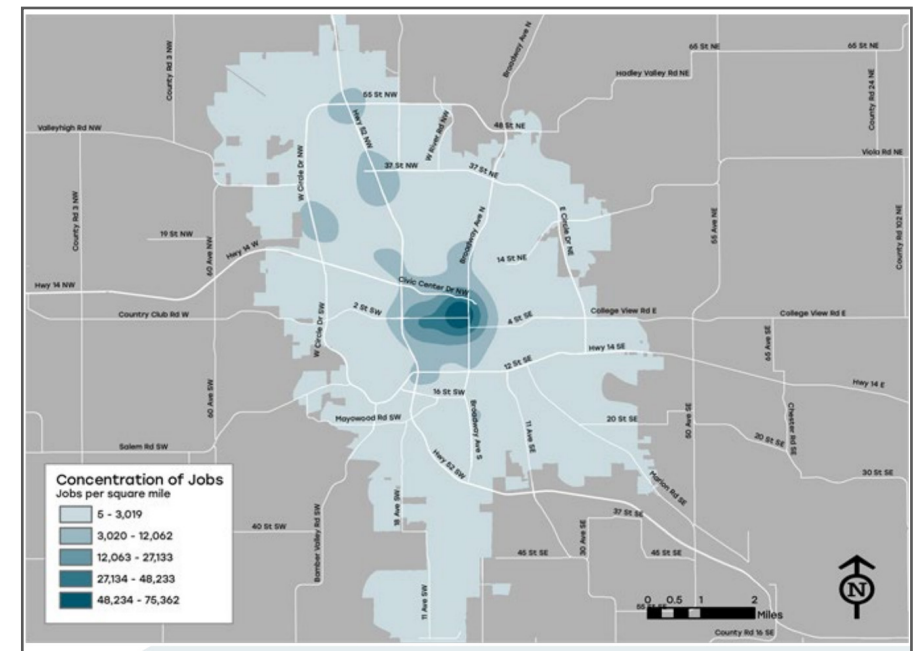 65 St NE
65 St NE
Broadway Ave N
County Rd 3 NW
Hadley Valley Rd NE
County Rd 24 NE
55 St NW
Hwy 52 NW
W River Rd NW
48 St NE
Valleyhigh Rd NW
Viola Rd NE
37 St NW
37 St NE
W Circle Dr NW
County Rd 3 NW
19 St NW
60 Ave NW
Hwy 14 W
Broadway Ave N
E Circle Dr NE
55 Ave NE
County Rd 102 NE
14 St NE
Hwy 14 NW
Civic Center Dr NW
Country Club Rd W
2 St SW
4 St SE
College View Rd E
College View Rd E
W Circle Dr SW
Hwy 14 SE
65 Ave SE
12 St SE
Hwy 14 E
60 Ave SW
16 St SW
Mayowood Rd SW
Broadway Ave S
11 Ave SE
20 St SE
50 Ave SE
Chester Rd SE
30 St SE
Salem Rd SW
Hwy 52 SW
Marion Rd SE
30 St SE
Concentration of Jobs
Jobs per square mile
5 - 3,019
3,020 - 12,062
12,063 - 27,133
27,134 - 48,233
48,234 - 75,362
40 St SW
Bamber Valley Rd SW
18 Ave SW
37 St SE
30 Ave SE
45 St SE
48 St SE
11 Ave SW
N
0 0.5 1 2
Miles
County Rd 16 SE